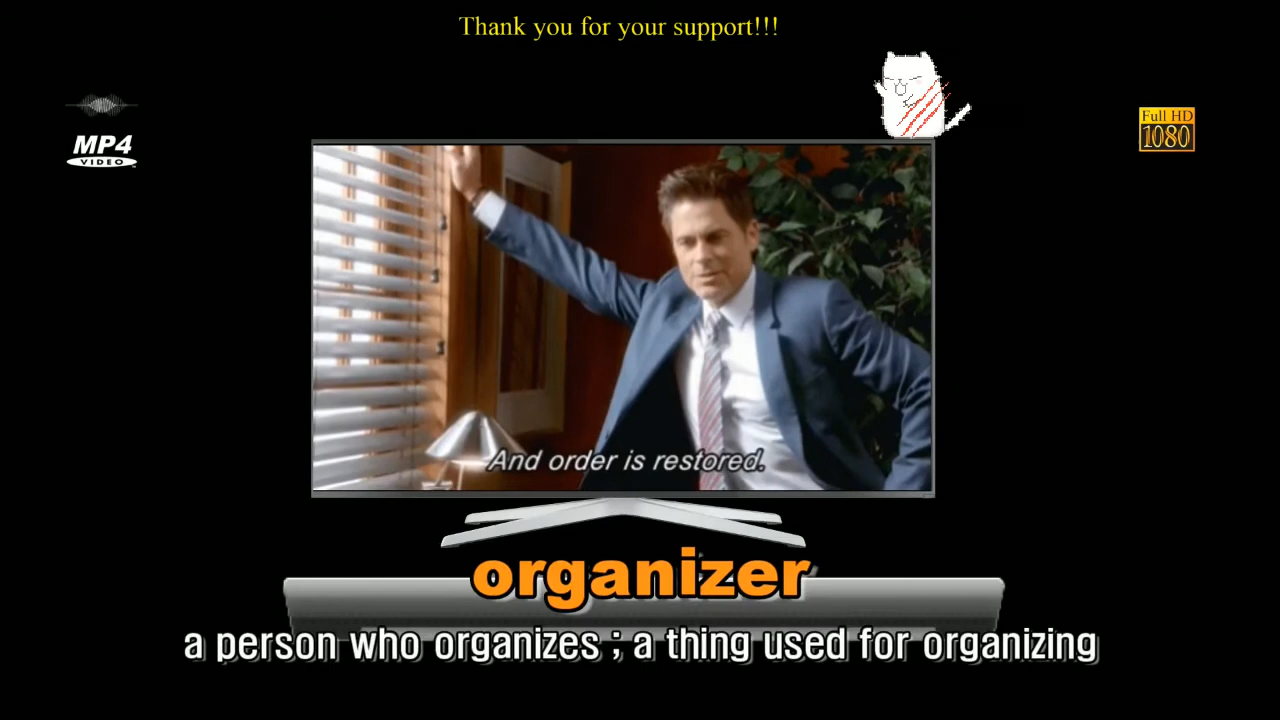 Thank you for your support!!!
MP4
VIDEO
Full HD
1080
And order is restored.
organizer
a person who organizes ; a thing used for organizing